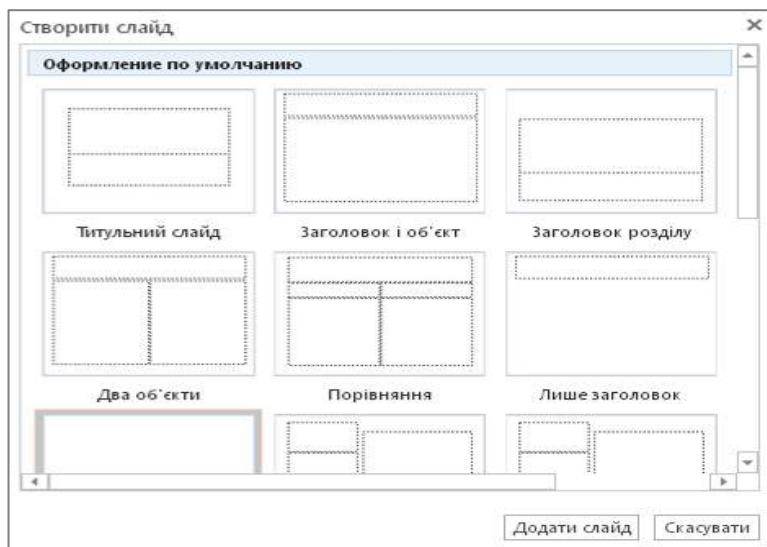 Створити слайд
Оформление по умолчанию
Титульний слайд
Заголовок і об'єкт
Заголовок розділу
Два об'єкти
Порівняння
Лише заголовок
Додати слайд
Скасувати